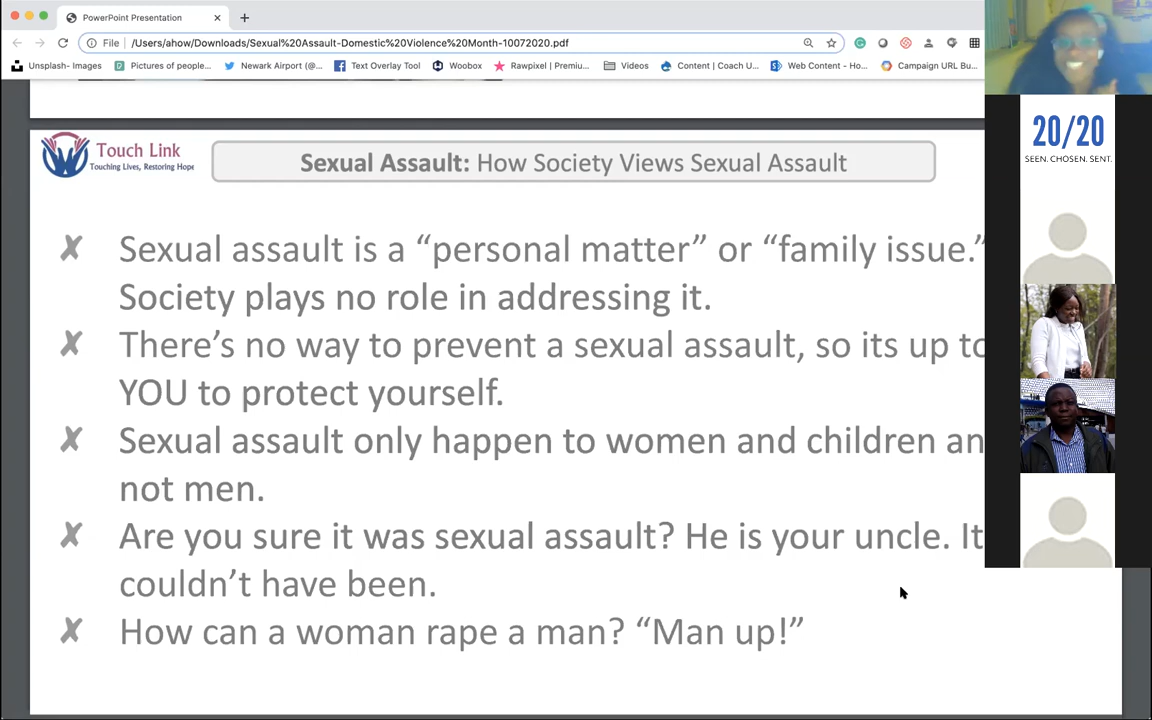 PowerPoint Presentation
File
/Users/ahow/Downloads/Sexual%20Assault-Domestic%20Violence%20Month-10072020.pdf
Unsplash- Images
Pictures of people...
Newark Airport (@...
Text Overlay Tool
Woobox
Rawpixel | Premiu...
Videos
Content | Coach U...
Web Content - Ho...
Campaign URL Bu...
Touch Link
Touching Lives, Restoring Hope
Sexual Assault: How Society Views Sexual Assault
✗ Sexual assault is a “personal matter” or “family issue.”
Society plays no role in addressing it.
✗ There’s no way to prevent a sexual assault, so its up to
YOU to protect yourself.
✗ Sexual assault only happen to women and children an
not men.
✗ Are you sure it was sexual assault? He is your uncle. It
couldn’t have been.
✗ How can a woman rape a man? “Man up!”
20/20
SEEN. CHOSEN. SENT.